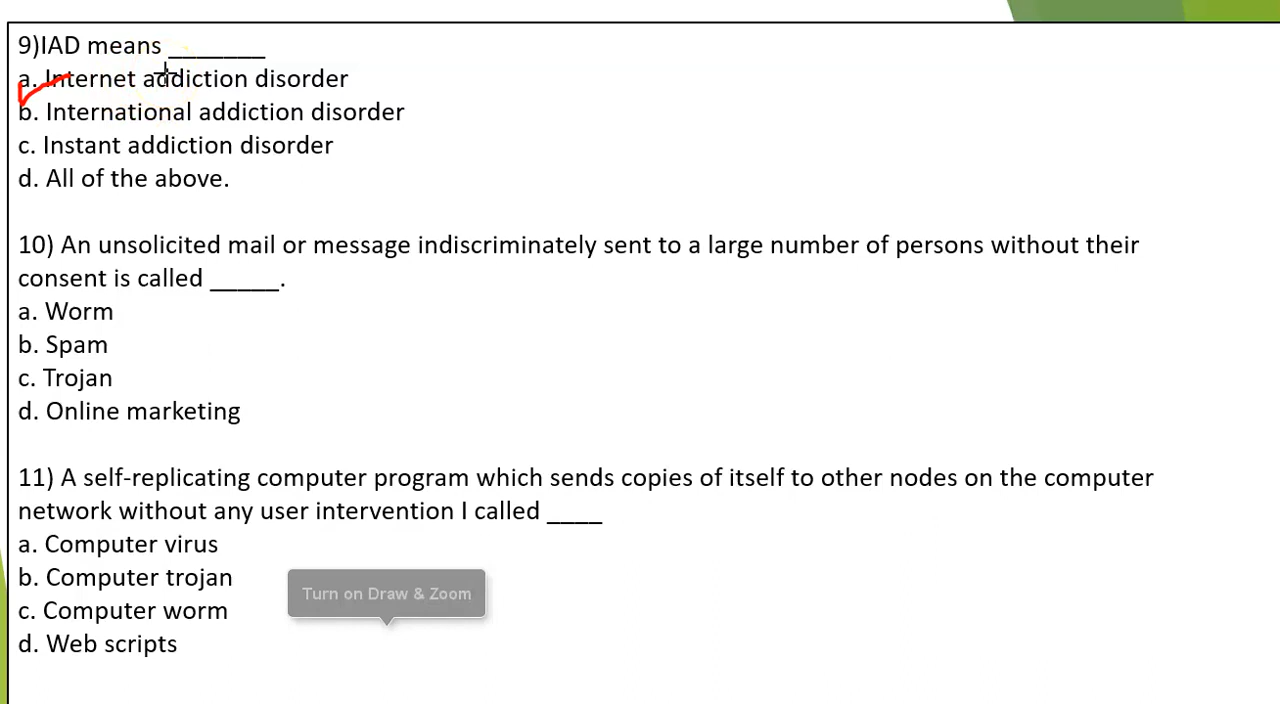 9)IAD means _______
a. Internet addiction disorder
b. International addiction disorder
c. Instant addiction disorder
d. All of the above.
10) An unsolicited mail or message indiscriminately sent to a large number of persons without their
consent is called _____.
a. Worm
b. Spam
c. Trojan
d. Online marketing
11) A self-replicating computer program which sends copies of itself to other nodes on the computer
network without any user intervention I called ____
a. Computer virus
b. Computer trojan
Turn on Draw & Zoom
c. Computer worm
d. Web scripts